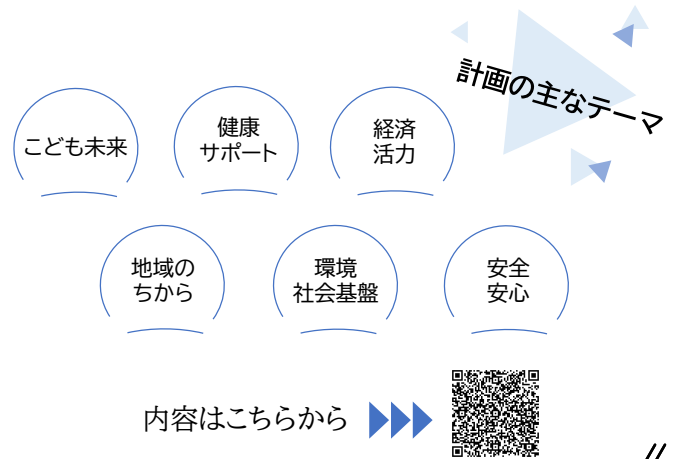 計画の主なテーマ
こども未来
健康
サポート
経済
活力
地域の
ちから
環境
社会基盤
安全
安心
内容はこちらから